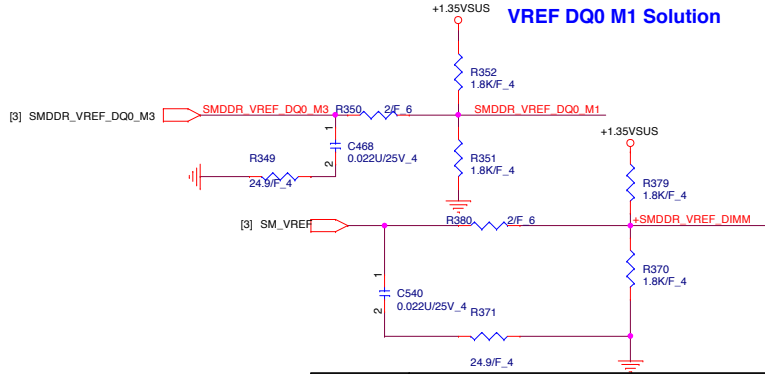 +1.35VSUS
VREF DQ0 M1 Solution
R352
1.8K/F_4
[3] SMDDR_VREF_DQ0_M3
SMDDR_VREF_DQ0_M3
R350
2/F_6
SMDDR_VREF_DQ0_M1
1
C468
0.022U/25V_4
2
R351
1.8K/F_4
+1.35VSUS
R349
24.9/F_4
R379
1.8K/F_4
[3] SM_VREF
R380
2/F_6
+SMDDR_VREF_DIMM
1
C540
0.022U/25V_4
2
R370
1.8K/F_4
R371
24.9/F_4